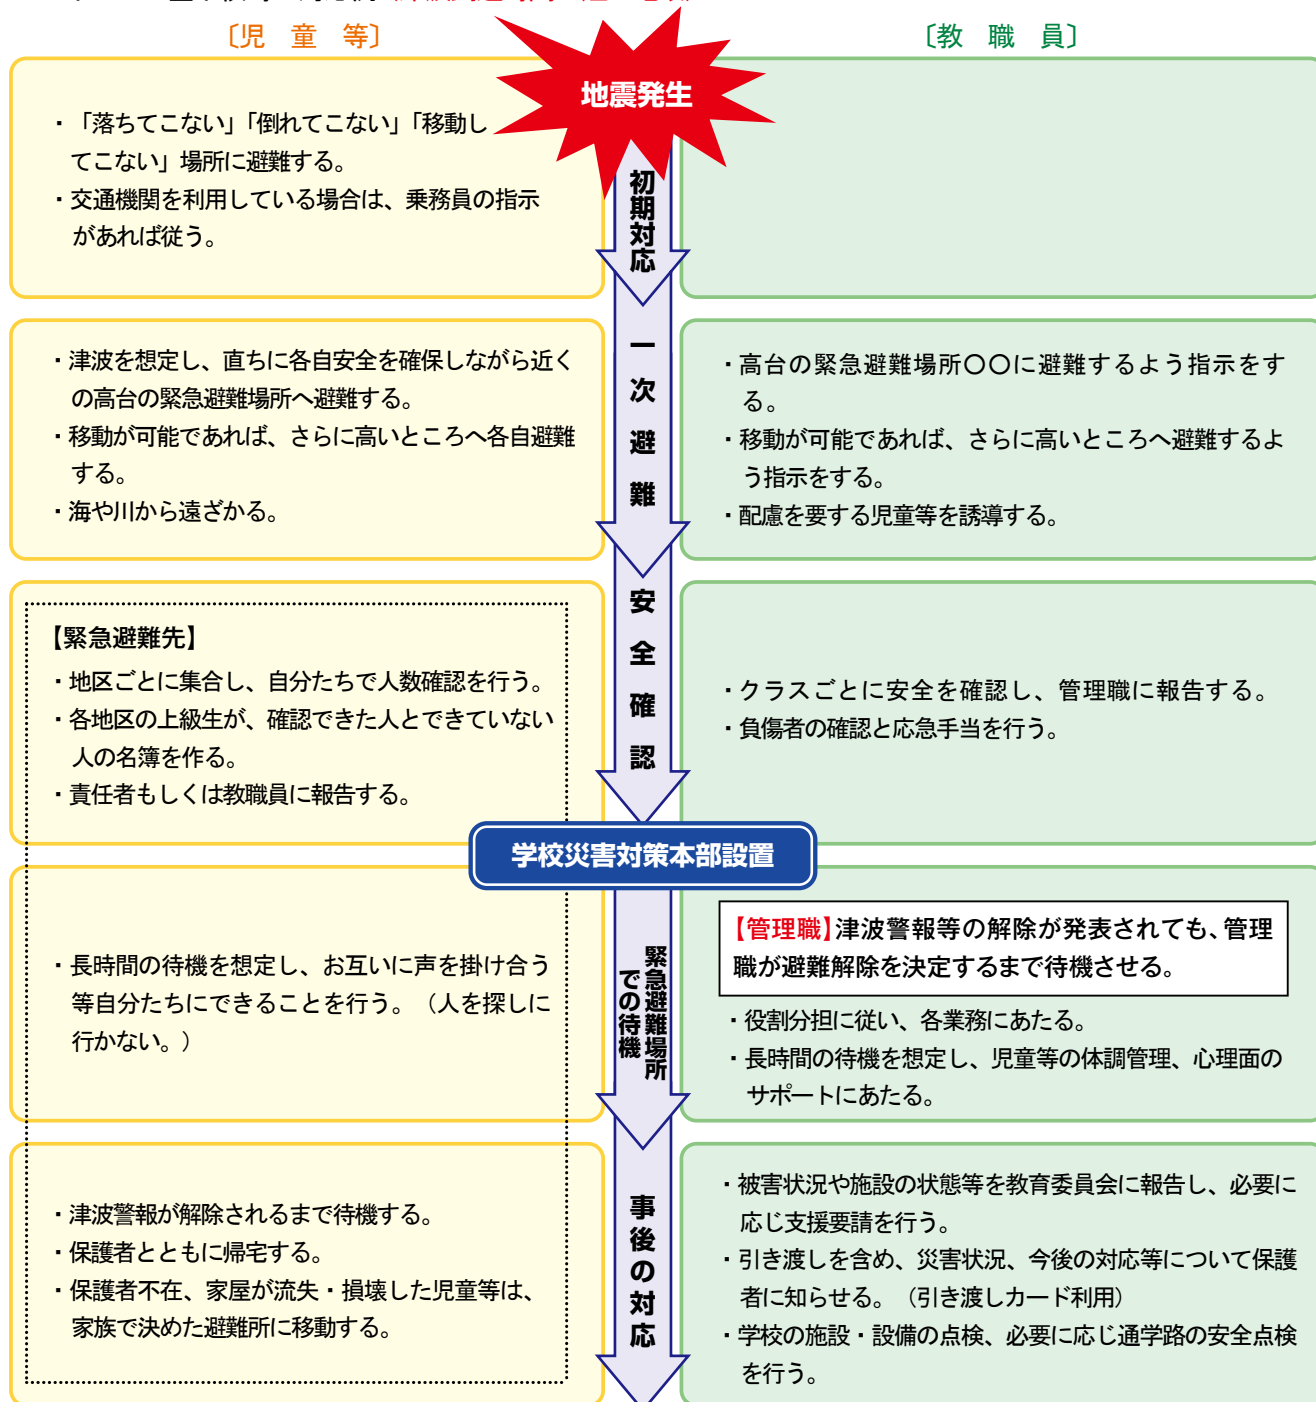 〔児　童　等〕
〔教　職　員〕
地震発生
・「落ちてこない」「倒れてこない」「移動し
てこない」場所に避難する。
・交通機関を利用している場合は、乗務員の指示
があれば従う。
初期対応
・津波を想定し、直ちに各自安全を確保しながら近く
の高台の緊急避難場所へ避難する。
・移動が可能であれば、さらに高いところへ各自避難
する。
・海や川から遠ざかる。
一次避難
・高台の緊急避難場所〇〇に避難するよう指示をす
る。
・移動が可能であれば、さらに高いところへ避難するよ
う指示をする。
・配慮を要する児童等を誘導する。
【緊急避難先】
・地区ごとに集合し、自分たちで人数確認を行う。
・各地区の上級生が、確認できた人とできていない
人の名簿を作る。
・責任者もしくは教職員に報告する。
安全確認
・クラスごとに安全を確認し、管理職に報告する。
・負傷者の確認と応急手当を行う。
学校災害対策本部設置
・長時間の待機を想定し、お互いに声を掛け合う
等自分たちにできることを行う。（人を探しに
行かない。）
緊急避難場所
での待機
【管理職】津波警報等の解除が発表されても、管理
職が避難解除を決定するまで待機させる。
・役割分担に従い、各業務にあたる。
・長時間の待機を想定し、児童等の体調管理、心理面の
サポートにあたる。
・津波警報が解除されるまで待機する。
・保護者とともに帰宅する。
・保護者不在、家屋が流失・損壊した児童等は、
家族で決めた避難所に移動する。
事後の対応
・被害状況や施設の状態等を教育委員会に報告し、必要に
応じ支援要請を行う。
・引き渡しを含め、災害状況、今後の対応等について保護
者に知らせる。（引き渡しカード利用）
・学校の施設・設備の点検、必要に応じ通学路の安全点検
を行う。